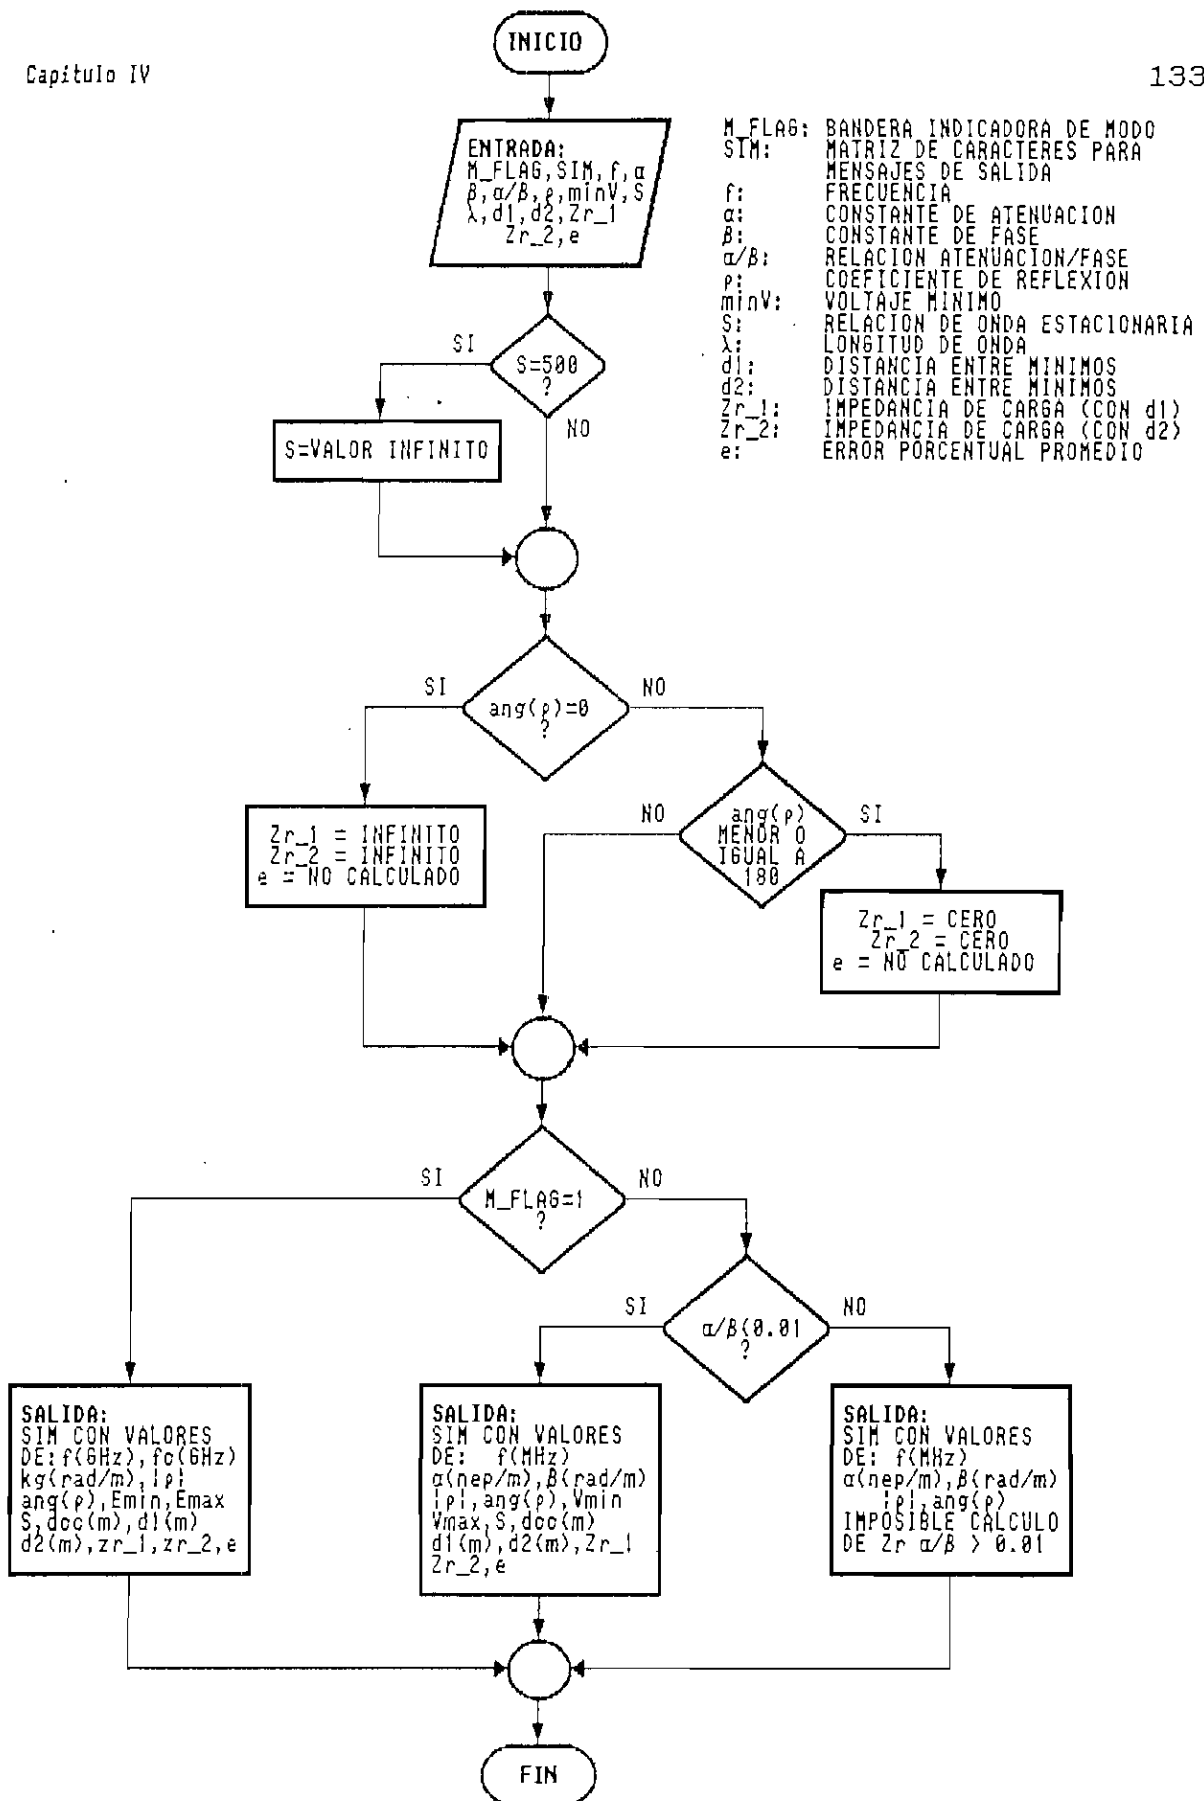 Capítulo IV
133
INICIO
ENTRADA:
M_FLAG,SIM,f,α
β,α/β,ρ,minV,S
λ,d1,d2,Zr_1
Zr_2,e
M_FLAG: BANDERA INDICADORA DE MODO
SIM: MATRIZ DE CARACTERES PARA
MENSAJES DE SALIDA
f: FRECUENCIA
α: CONSTANTE DE ATENUACION
β: CONSTANTE DE FASE
α/β: RELACION ATENUACION/FASE
ρ: COEFICIENTE DE REFLEXION
minV: VOLTAJE MINIMO
S: RELACION DE ONDA ESTACIONARIA
λ: LONGITUD DE ONDA
d1: DISTANCIA ENTRE MINIMOS
d2: DISTANCIA ENTRE MINIMOS
Zr_1: IMPEDANCIA DE CARGA (CON d1)
Zr_2: IMPEDANCIA DE CARGA (CON d2)
e: ERROR PORCENTUAL PROMEDIO
SI
S=500
?
NO
S=VALOR INFINITO
SI
ang(ρ)=0
?
NO
Zr_1 = INFINITO
Zr_2 = INFINITO
e = NO CALCULADO
NO
ang(ρ)
MENOR O
IGUAL A
180
SI
Zr_1 = CERO
Zr_2 = CERO
e = NO CALCULADO
SI
M_FLAG=1
?
NO
SI
α/β<0.01
?
NO
SALIDA:
SIM CON VALORES
DE:f(GHz),fc(GHz)
kg(rad/m),|ρ|
ang(ρ),Emin,Emax
S,dcc(m),d1(m)
d2(m),zr_1,zr_2,e
SALIDA:
SIM CON VALORES
DE: f(MHz)
α(nep/m),β(rad/m)
|ρ|,ang(ρ),Vmin
Vmax,S,dcc(m)
d1(m),d2(m),Zr_1
Zr_2,e
SALIDA:
SIM CON VALORES
DE: f(MHz)
α(nep/m),β(rad/m)
|ρ|,ang(ρ)
IMPOSIBLE CALCULO
DE Zr α/β > 0.01
FIN